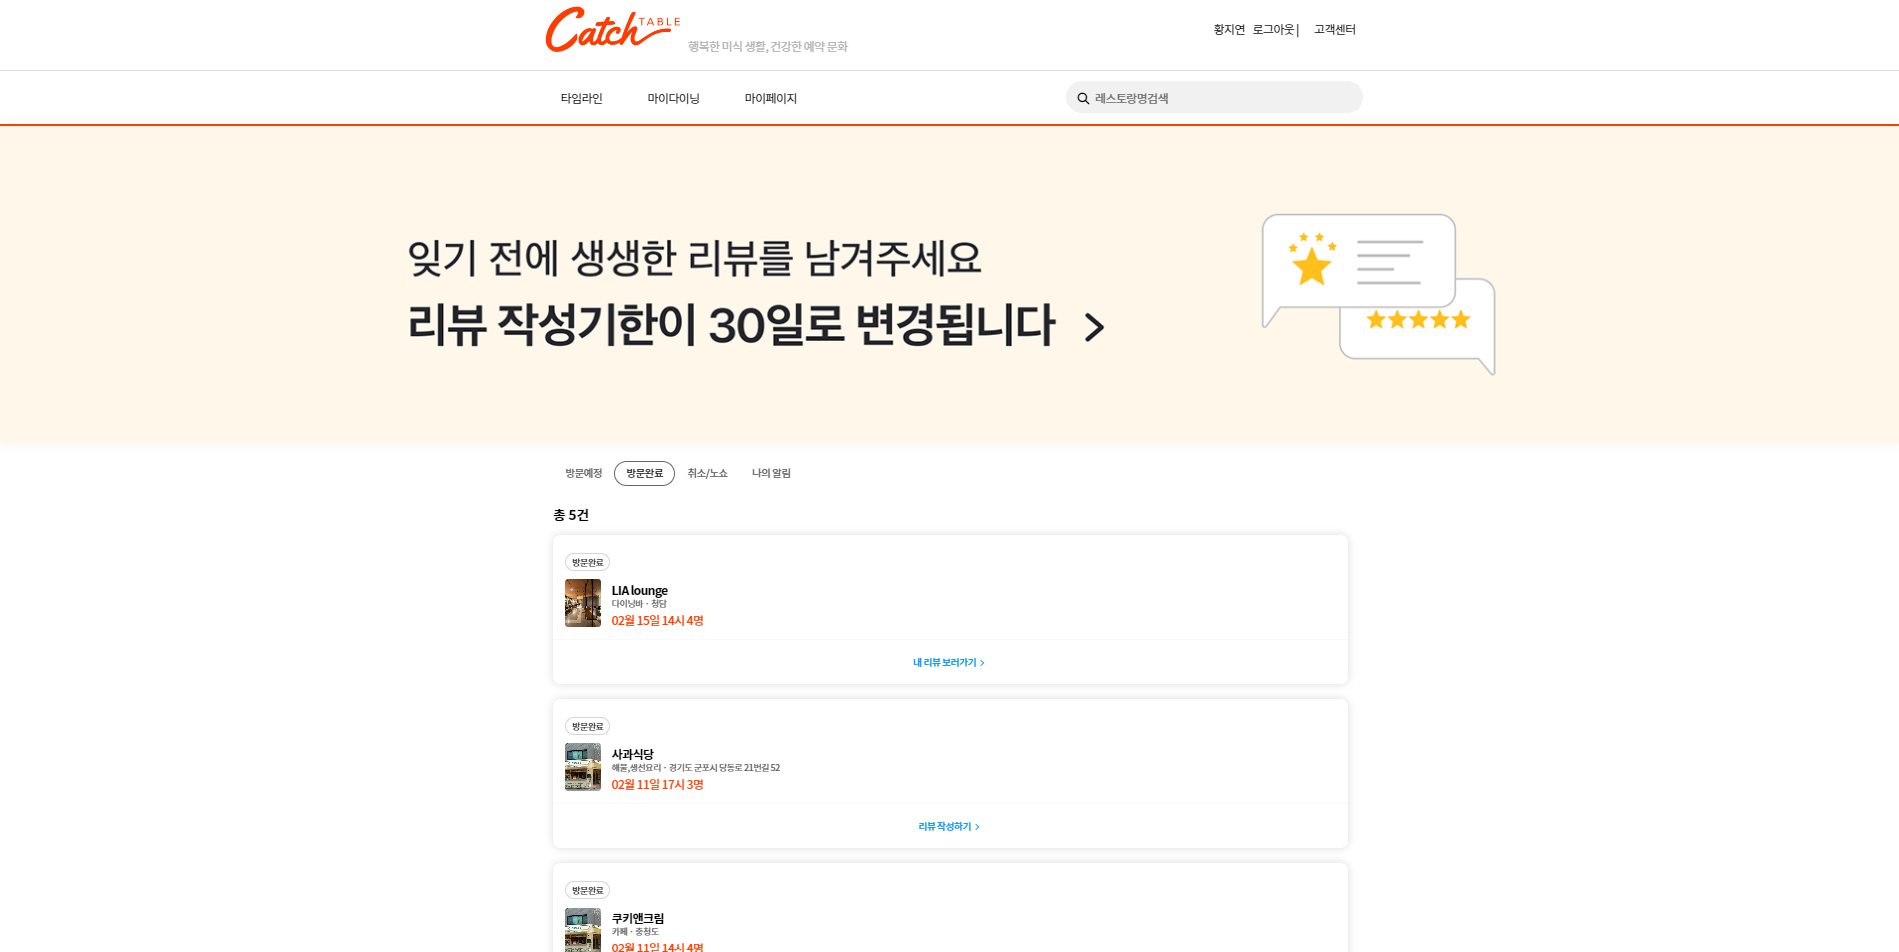 Catch TABLE
행복한 미식 생활, 건강한 예약 문화
황지연 로그아웃 | 고객센터
타임라인 마이다이닝 마이페이지
레스토랑명검색
잊기 전에 생생한 리뷰를 남겨주세요
리뷰 작성기한이 30일로 변경됩니다 >
방문예정 방문완료 취소/노쇼 나의 알림
총 5건
방문완료
LIA lounge
다이닝바 · 청담
02월 15일 14시 4명
내 리뷰 보러가기 >
방문완료
사과식당
해물,생선요리 · 경기도 군포시 당동로 21번길 52
02월 11일 17시 3명
리뷰 작성하기 >
방문완료
쿠키앤크림
카페 · 충청도
02월 11일 14시 4명